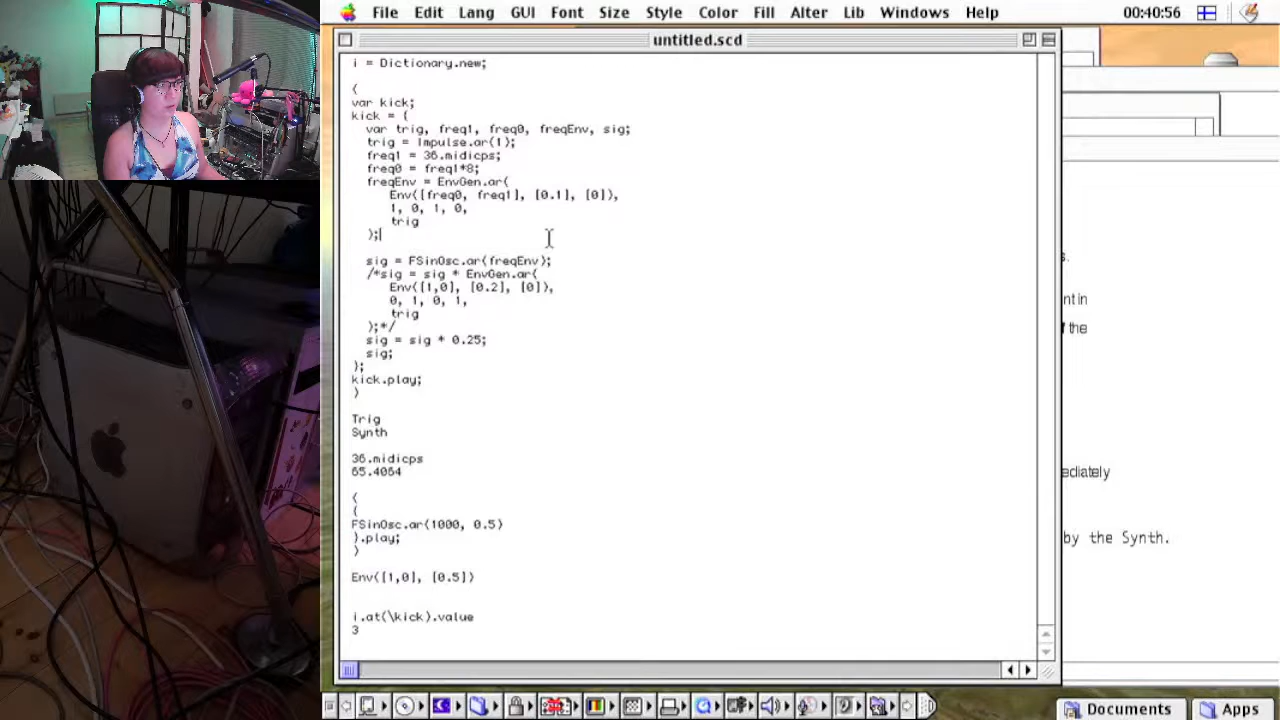 File Edit Lang GUI Font Size Style Color Fill Alter Lib Windows Help 00:40:56
untitled.scd
i = Dictionary.new;
(
var kick;
kick = {
var trig, freq1, freq0, freqEnv, sig;
trig = Impulse.ar(1);
freq1 = 36.midicps;
freq0 = freq1*8;
freqEnv = EnvGen.ar(
Env([freq0, freq1], [0.1], [0]),
1, 0, 1, 0,
trig
);
sig = FSinOsc.ar(freqEnv);
/*sig = sig * EnvGen.ar(
Env([1,0], [0.2], [0]),
0, 1, 0, 1,
trig
);*/
sig = sig * 0.25;
sig;
};
kick.play;
)
Trig
Synth
36.midicps
65.4064
(
{
FSinOsc.ar(1000, 0.5)
}.play;
)
Env([1,0], [0.5])
i.at(\kick).value
3
s.
nt in
f the
ediately
by the Synth.
Documents Apps